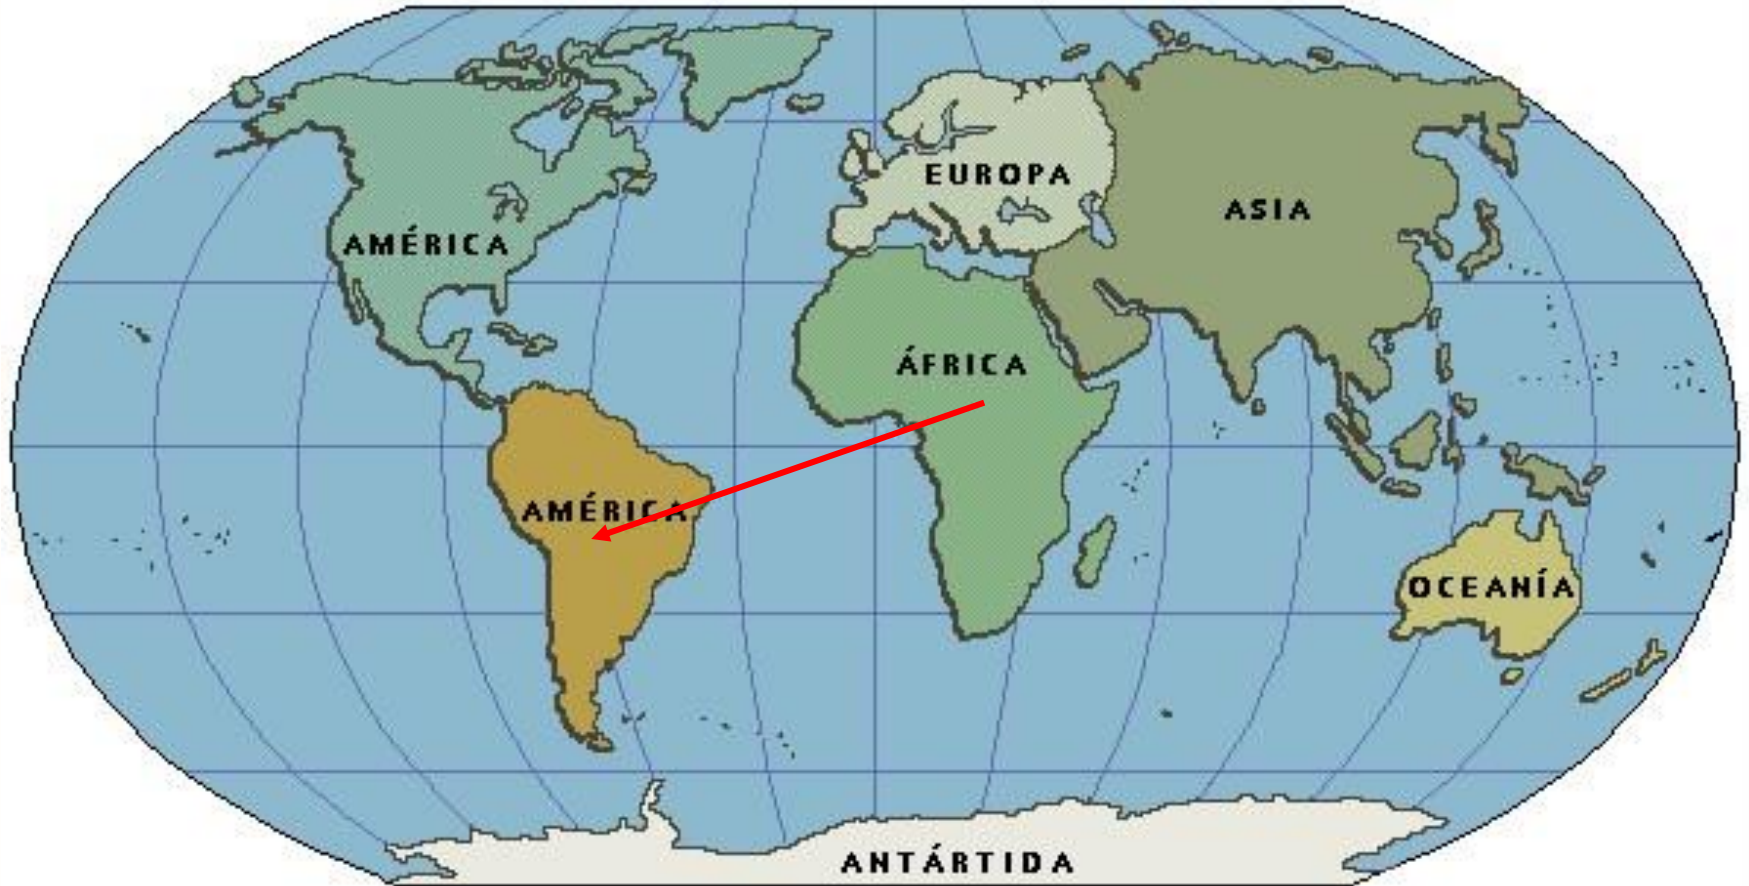 EUROPA
ASIA
AMÉRICA
ÁFRICA
AMÉRICA
OCEANÍA
ANTÁRTIDA